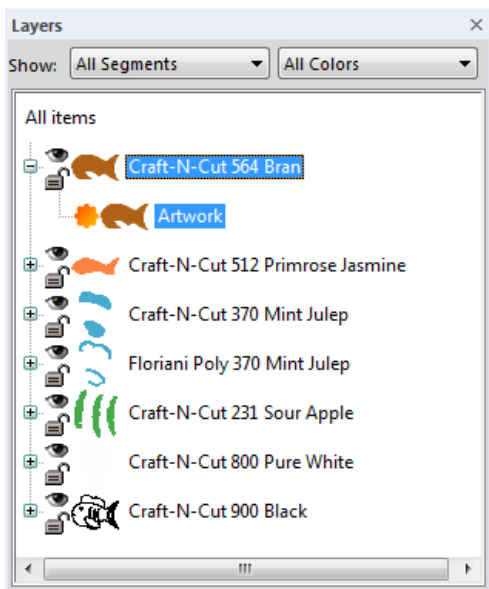 Layers
Show: All Segments All Colors
All items
Craft-N-Cut 564 Bran
Artwork
Craft-N-Cut 512 Primrose Jasmine
Craft-N-Cut 370 Mint Julep
Floriani Poly 370 Mint Julep
Craft-N-Cut 231 Sour Apple
Craft-N-Cut 800 Pure White
Craft-N-Cut 900 Black